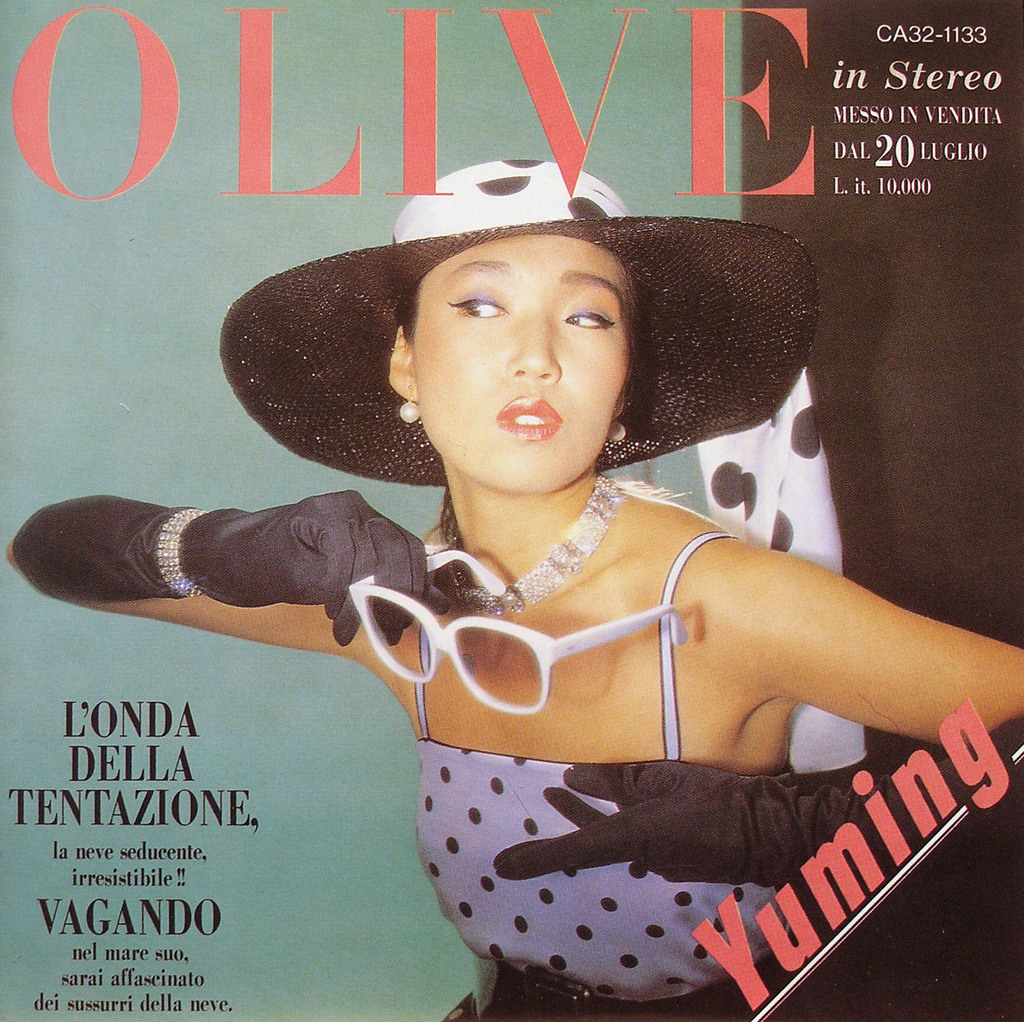 OLIVE
CA32-1133
in Stereo
MESSO IN VENDITA
DAL 20 LUGLIO
L. it. 10,000
L'ONDA
DELLA
TENTAZIONE,
la neve seducente,
irresistibile!!
VAGANDO
nel mare suo,
sarai affascinato
dei sussurri della neve.
Yuming